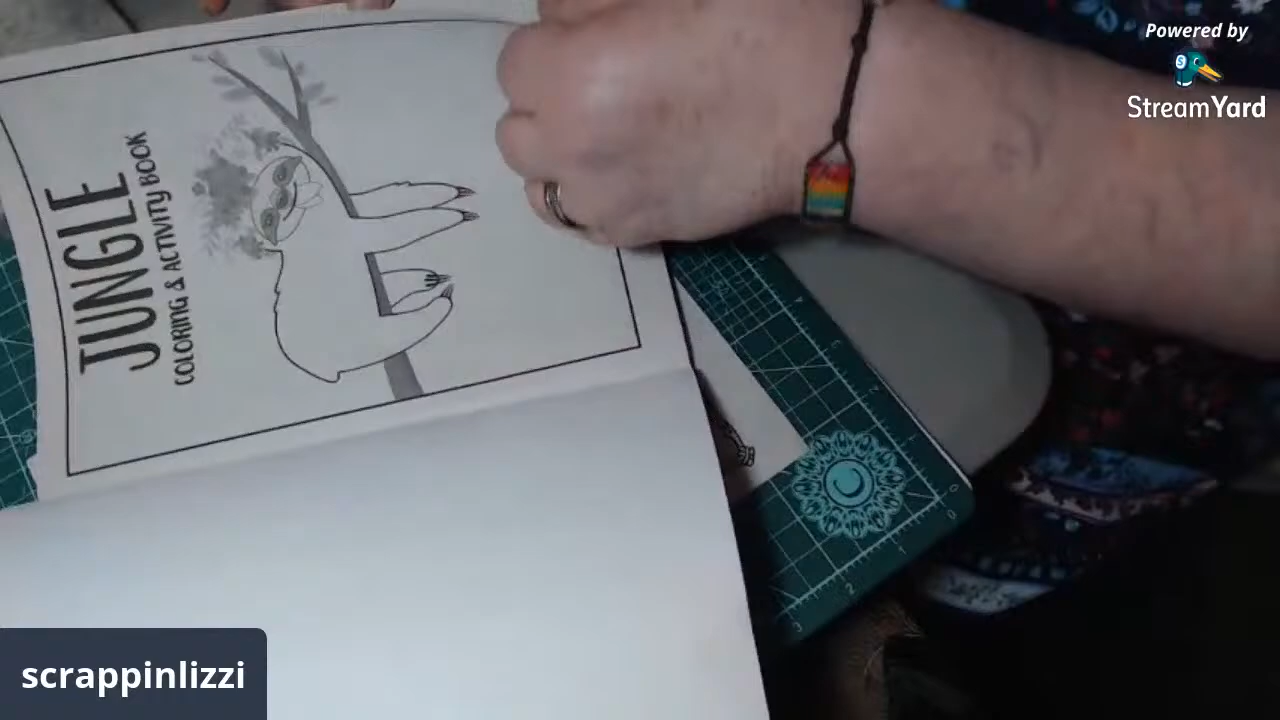 Powered by
StreamYard
JUNGLE
COLORING & ACTIVITY BOOK
scrappinlizzi